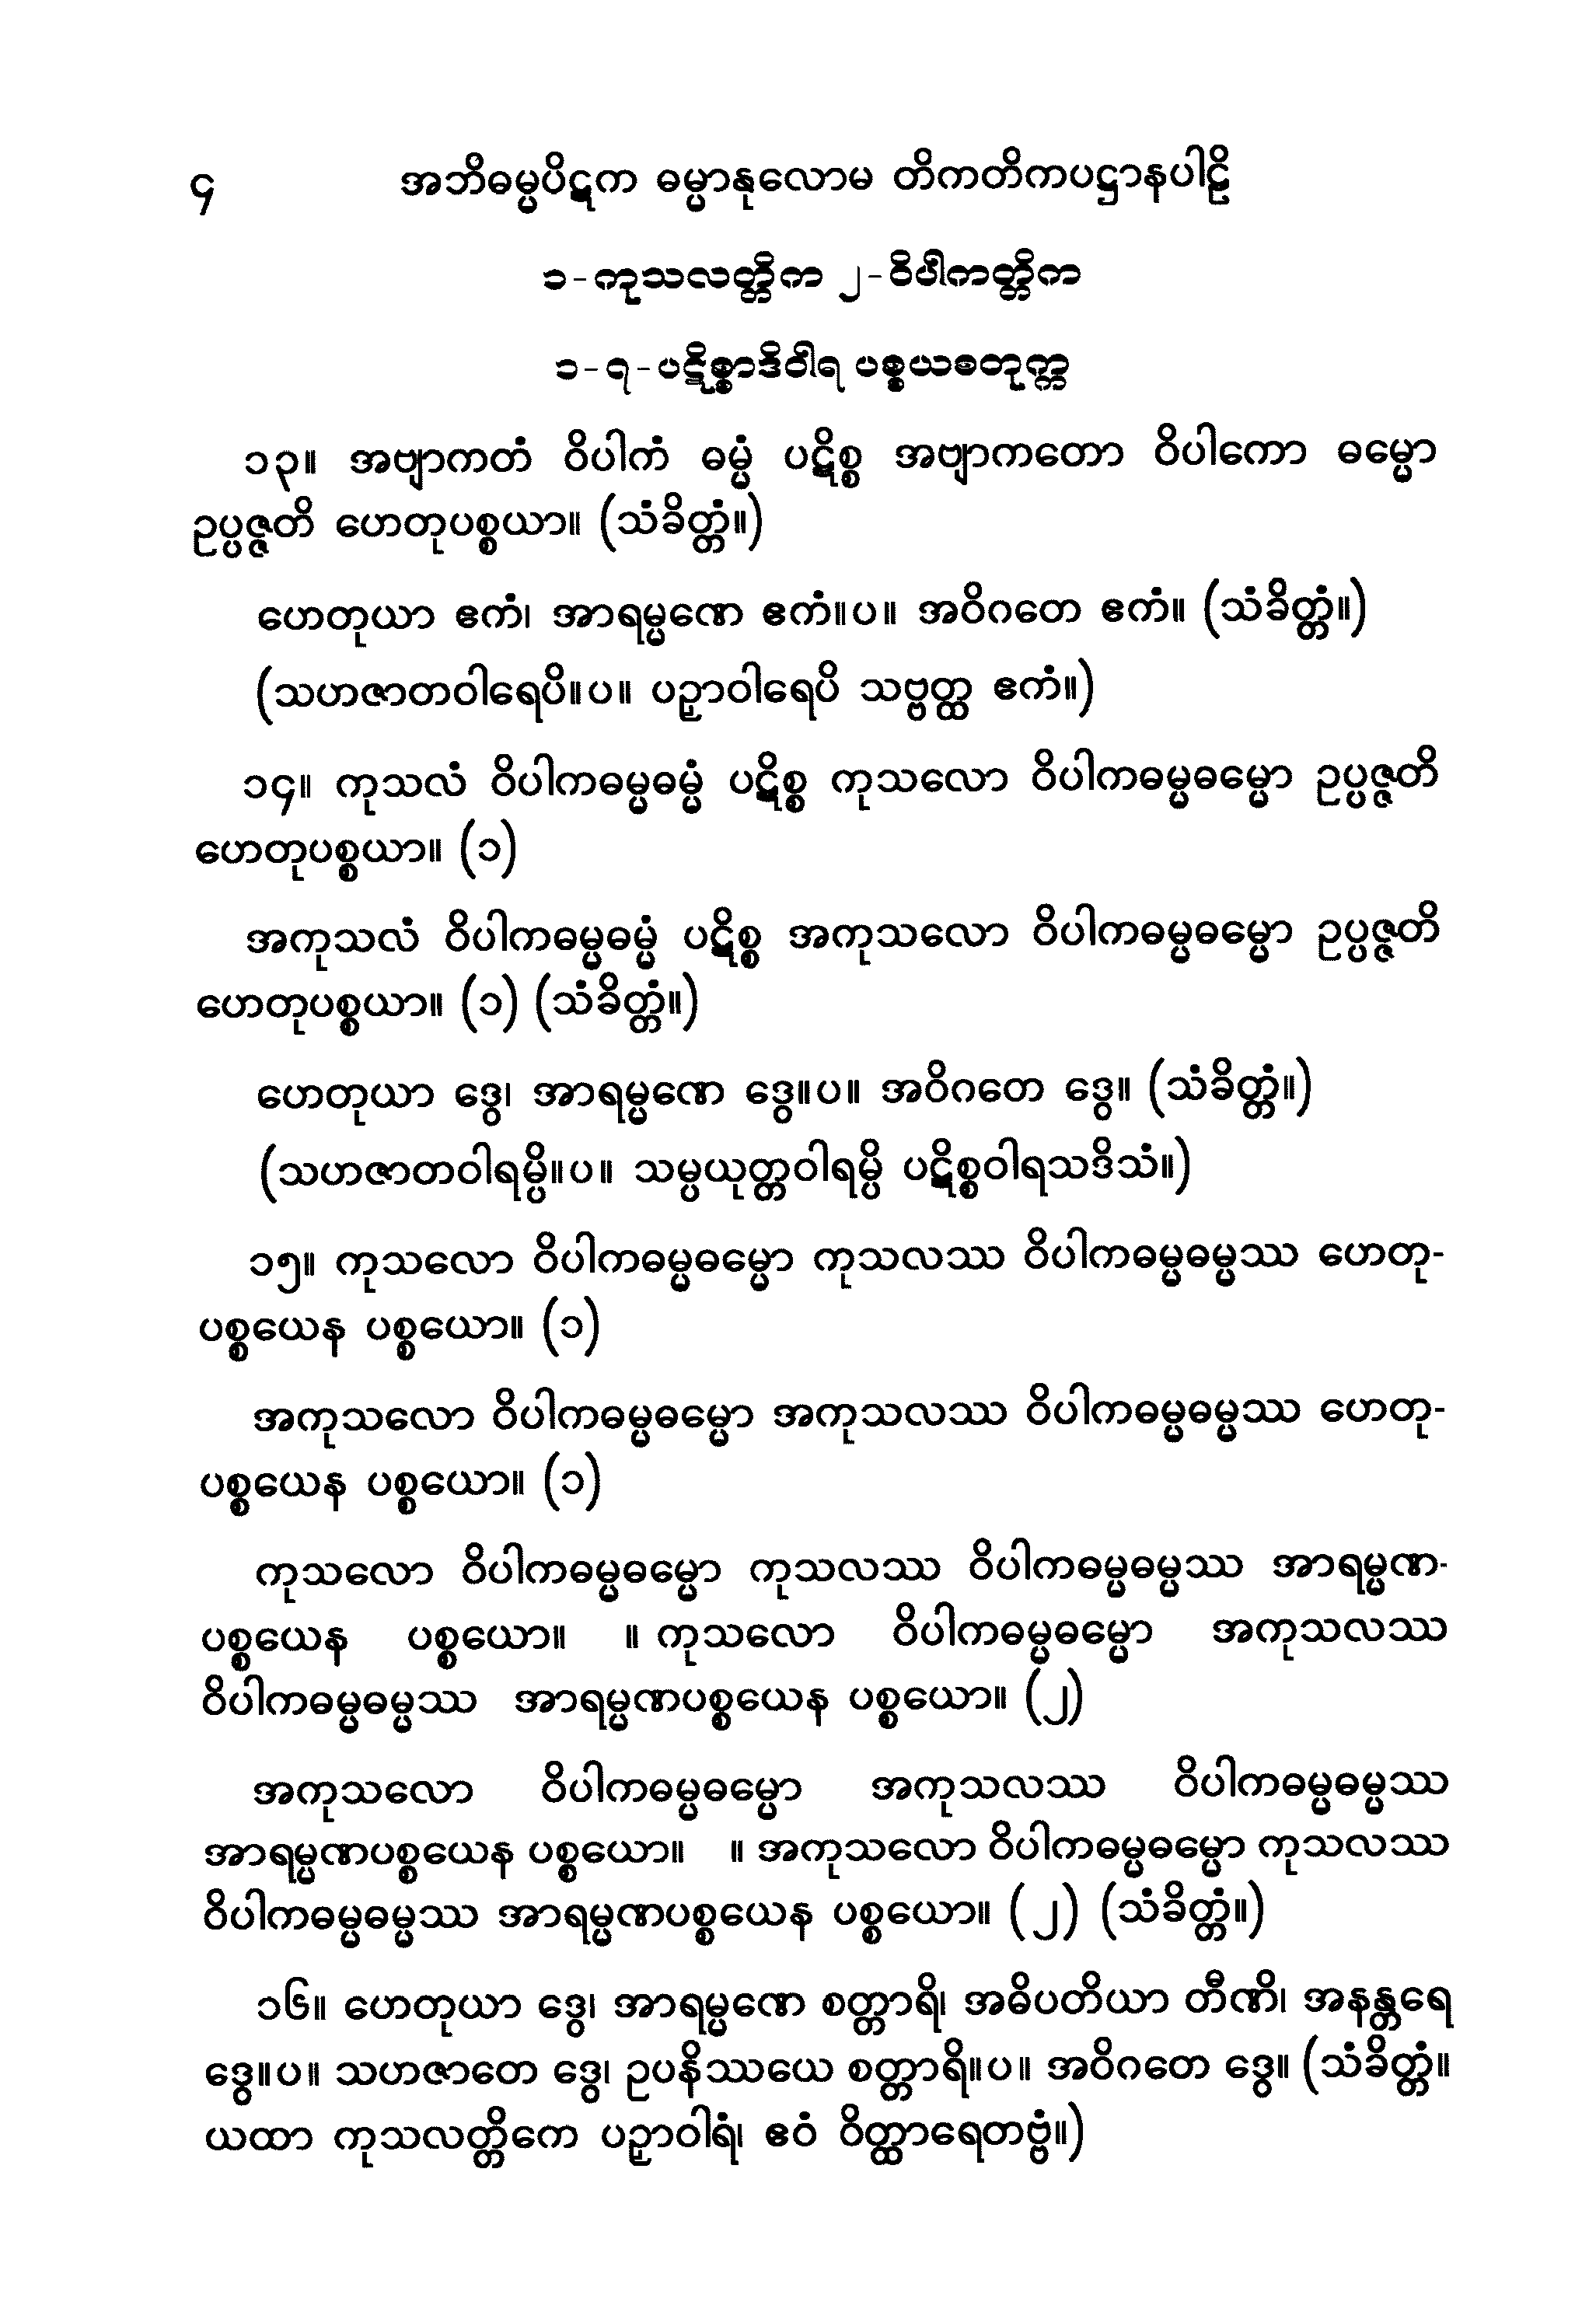 ၄ အဘိဓမ္မပိဋက ဓမ္မာနုလောမ တိကတိကပဋ္ဌာနပါဠိ
၁-ကုသလတ္တိက ၂-ဝိပါကတ္တိက
၁-၇-ပဋိစ္စာဒိဝါရ ပစ္စယစတုက္က
၁၃။ အဗျာကတံ ဝိပါကံ ဓမ္မံ ပဋိစ္စ အဗျာကတော ဝိပါကော ဓမ္မော
ဥပ္ပဇ္ဇတိ ဟေတုပစ္စယာ။ (သံခိတ္တံ။)
ဟေတုယာ ဧကံ၊ အာရမ္မဏေ ဧကံ။ပ။ အဝိဂတေ ဧကံ။ (သံခိတ္တံ။)
(သဟဇာတဝါရေပိ။ပ။ ပဉှာဝါရေပိ သဗ္ဗတ္ထ ဧကံ။)
၁၄။ ကုသလံ ဝိပါကဓမ္မဓမ္မံ ပဋိစ္စ ကုသလော ဝိပါကဓမ္မဓမ္မော ဥပ္ပဇ္ဇတိ
ဟေတုပစ္စယာ။ (၁)
အကုသလံ ဝိပါကဓမ္မဓမ္မံ ပဋိစ္စ အကုသလော ဝိပါကဓမ္မဓမ္မော ဥပ္ပဇ္ဇတိ
ဟေတုပစ္စယာ။ (၁) (သံခိတ္တံ။)
ဟေတုယာ ဒွေ၊ အာရမ္မဏေ ဒွေ။ပ။ အဝိဂတေ ဒွေ။ (သံခိတ္တံ။)
(သဟဇာတဝါရမ္ပိ။ပ။ သမ္ပယုတ္တဝါရမ္ပိ ပဋိစ္စဝါရသဒိသံ။)
၁၅။ ကုသလော ဝိပါကဓမ္မဓမ္မော ကုသလဿ ဝိပါကဓမ္မဓမ္မဿ ဟေတု-
ပစ္စယေန ပစ္စယော။ (၁)
အကုသလော ဝိပါကဓမ္မဓမ္မော အကုသလဿ ဝိပါကဓမ္မဓမ္မဿ ဟေတု-
ပစ္စယေန ပစ္စယော။ (၁)
ကုသလော ဝိပါကဓမ္မဓမ္မော ကုသလဿ ဝိပါကဓမ္မဓမ္မဿ အာရမ္မဏ-
ပစ္စယေန ပစ္စယော။ ။ ကုသလော ဝိပါကဓမ္မဓမ္မော အကုသလဿ
ဝိပါကဓမ္မဓမ္မဿ အာရမ္မဏပစ္စယေန ပစ္စယော။ (၂)
အကုသလော ဝိပါကဓမ္မဓမ္မော အကုသလဿ ဝိပါကဓမ္မဓမ္မဿ
အာရမ္မဏပစ္စယေန ပစ္စယော။ ။ အကုသလော ဝိပါကဓမ္မဓမ္မော ကုသလဿ
ဝိပါကဓမ္မဓမ္မဿ အာရမ္မဏပစ္စယေန ပစ္စယော။ (၂) (သံခိတ္တံ။)
၁၆။ ဟေတုယာ ဒွေ၊ အာရမ္မဏေ စတ္တာရိ၊ အဓိပတိယာ တီဏိ၊ အနန္တရေ
ဒွေ။ပ။ သဟဇာတေ ဒွေ၊ ဥပနိဿယေ စတ္တာရိ။ပ။ အဝိဂတေ ဒွေ။ (သံခိတ္တံ။
ယထာ ကုသလတ္တိကေ ပဉှာဝါရံ၊ ဧဝံ ဝိတ္ထာရေတဗ္ဗံ။)